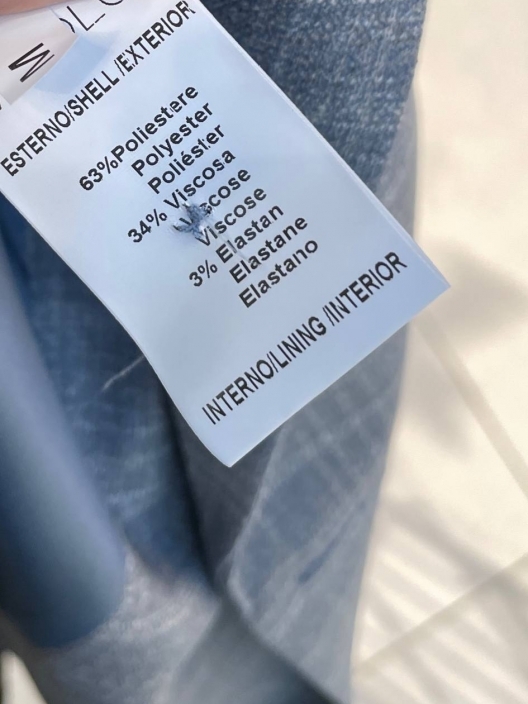 M
ESTERNO/SHELL /EXTERIOR
63%Poliestere
Polyester
Poliéster
34% Viscosa
Viscose
Viscose
3% Elastan
Elastane
Elastano
INTERNO/LINING /INTERIOR